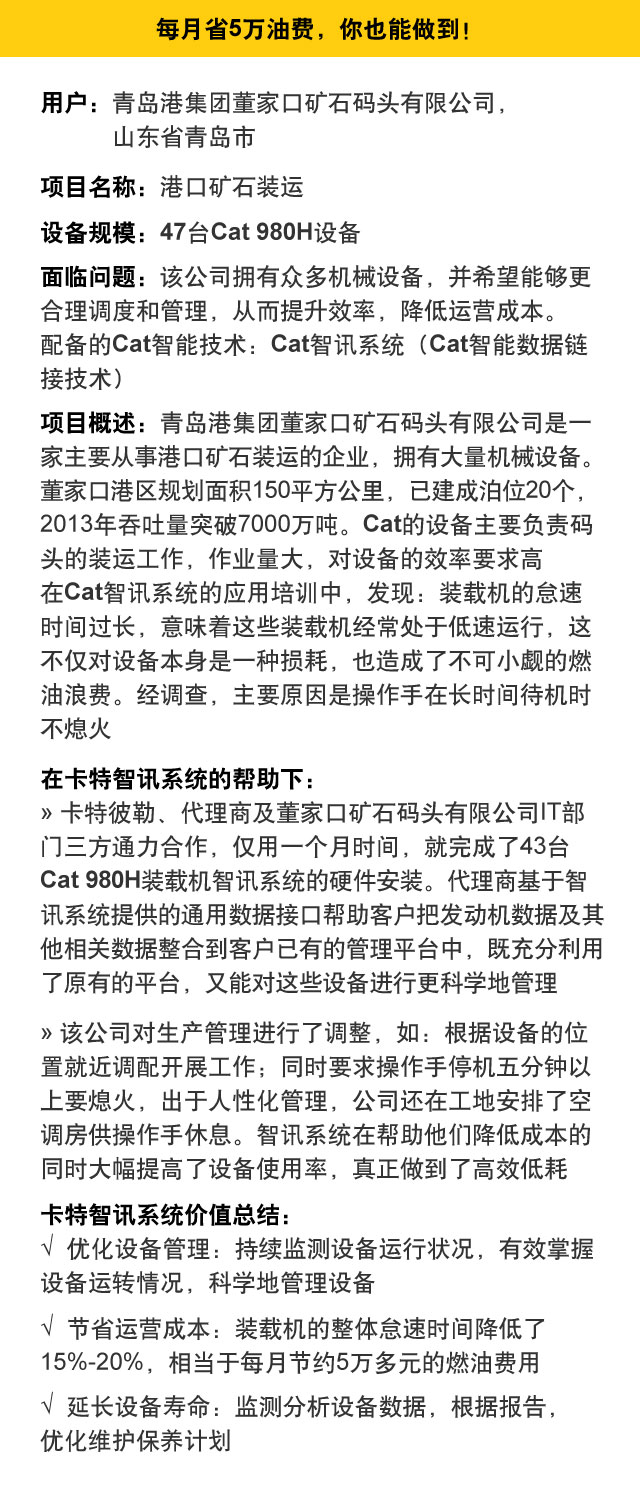 每月省5万油费，你也能做到！
用户：青岛港集团董家口矿石码头有限公司，
山东省青岛市
项目名称：港口矿石装运
设备规模：47台Cat 980H设备
面临问题：该公司拥有众多机械设备，并希望能够更
合理调度和管理，从而提升效率，降低运营成本。
配备的Cat智能技术：Cat智讯系统（Cat智能数据链
接技术）
项目概述：青岛港集团董家口矿石码头有限公司是一
家主要从事港口矿石装运的企业，拥有大量机械设备。
董家口港区规划面积150平方公里，已建成泊位20个，
2013年吞吐量突破7000万吨。Cat的设备主要负责码
头的装运工作，作业量大，对设备的效率要求高
在Cat智讯系统的应用培训中，发现：装载机的怠速
时间过长，意味着这些装载机经常处于低速运行，这
不仅对设备本身是一种损耗，也造成了不可小觑的燃
油浪费。经调查，主要原因是操作手在长时间待机时
不熄火
在卡特智讯系统的帮助下：
» 卡特彼勒、代理商及董家口矿石码头有限公司IT部
门三方通力合作，仅用一个月时间，就完成了43台
Cat 980H装载机智讯系统的硬件安装。代理商基于智
讯系统提供的通用数据接口帮助客户把发动机数据及其
他相关数据整合到客户已有的管理平台中，既充分利用
了原有的平台，又能对这些设备进行更科学地管理
» 该公司对生产管理进行了调整，如：根据设备的位
置就近调配开展工作；同时要求操作手停机五分钟以
上要熄火，出于人性化管理，公司还在工地安排了空
调房供操作手休息。智讯系统在帮助他们降低成本的
同时大幅提高了设备使用率，真正做到了高效低耗
卡特智讯系统价值总结：
√ 优化设备管理：持续监测设备运行状况，有效掌握
设备运转情况，科学地管理设备
√ 节省运营成本：装载机的整体怠速时间降低了
15%-20%，相当于每月节约5万多元的燃油费用
√ 延长设备寿命：监测分析设备数据，根据报告，
优化维护保养计划